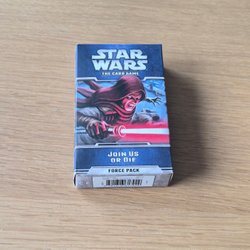 STAR
WARS
THE CARD GAME
JOIN US
OR DIE
FORCE PACK